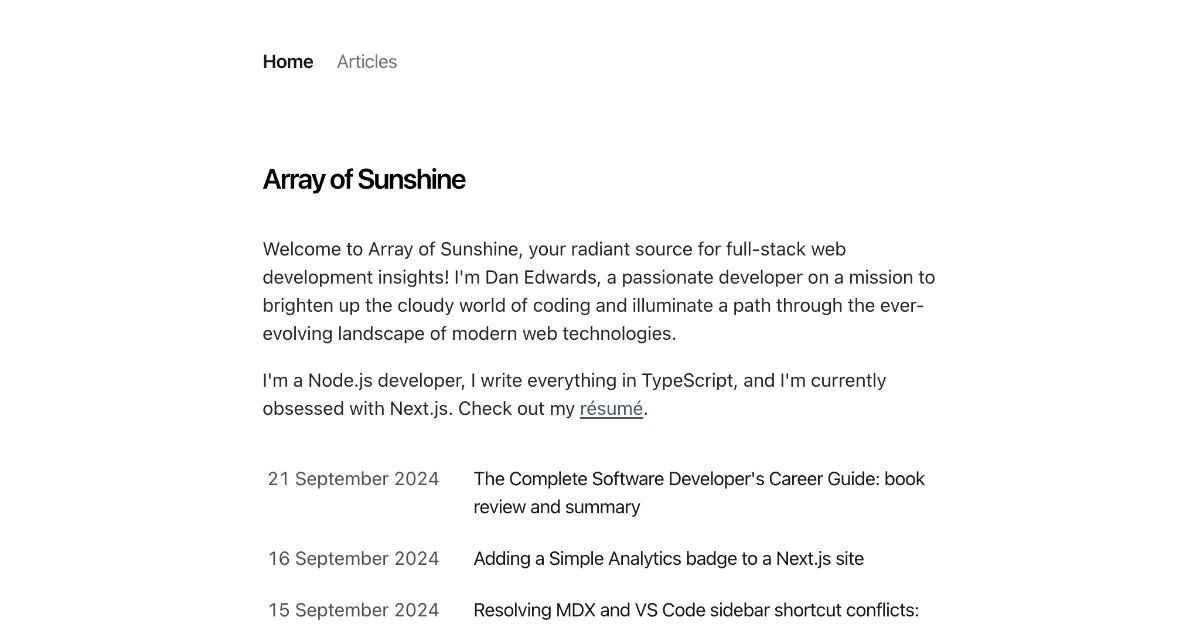 Home Articles
Array of Sunshine
Welcome to Array of Sunshine, your radiant source for full-stack web
development insights! I'm Dan Edwards, a passionate developer on a mission to
brighten up the cloudy world of coding and illuminate a path through the ever-
evolving landscape of modern web technologies.
I'm a Node.js developer, I write everything in TypeScript, and I'm currently
obsessed with Next.js. Check out my résumé.
21 September 2024 The Complete Software Developer's Career Guide: book
review and summary
16 September 2024 Adding a Simple Analytics badge to a Next.js site
15 September 2024 Resolving MDX and VS Code sidebar shortcut conflicts: